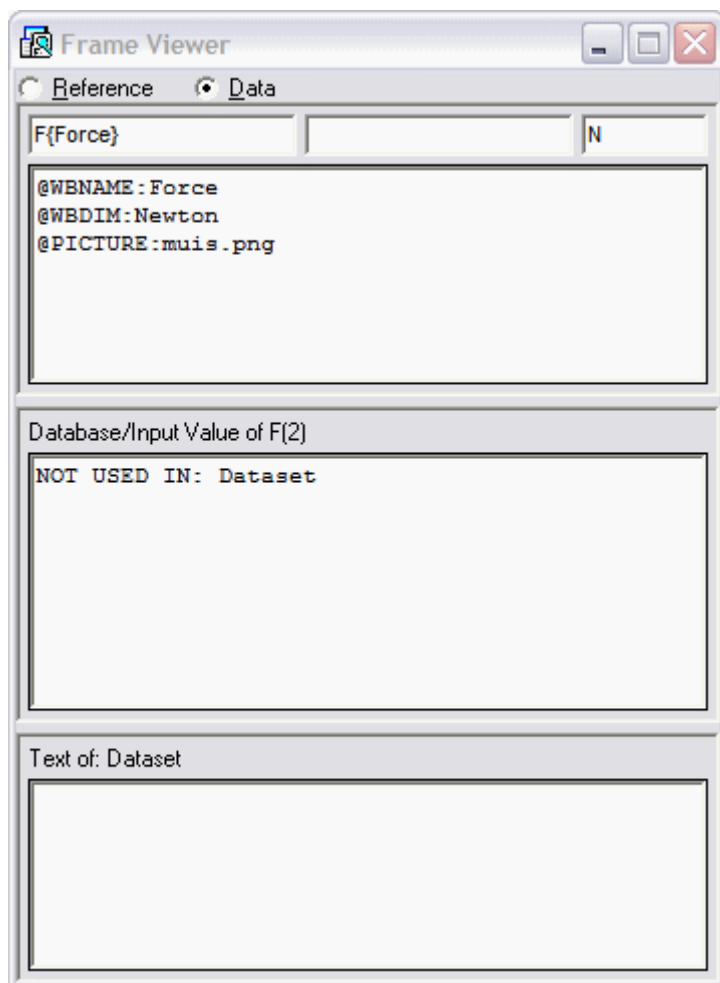 Frame Viewer
Reference Data
F{Force} N
@WBNAME:Force
@WBDIM:Newton
@PICTURE:muis.png
Database/Input Value of F(2)
NOT USED IN: Dataset
Text of: Dataset